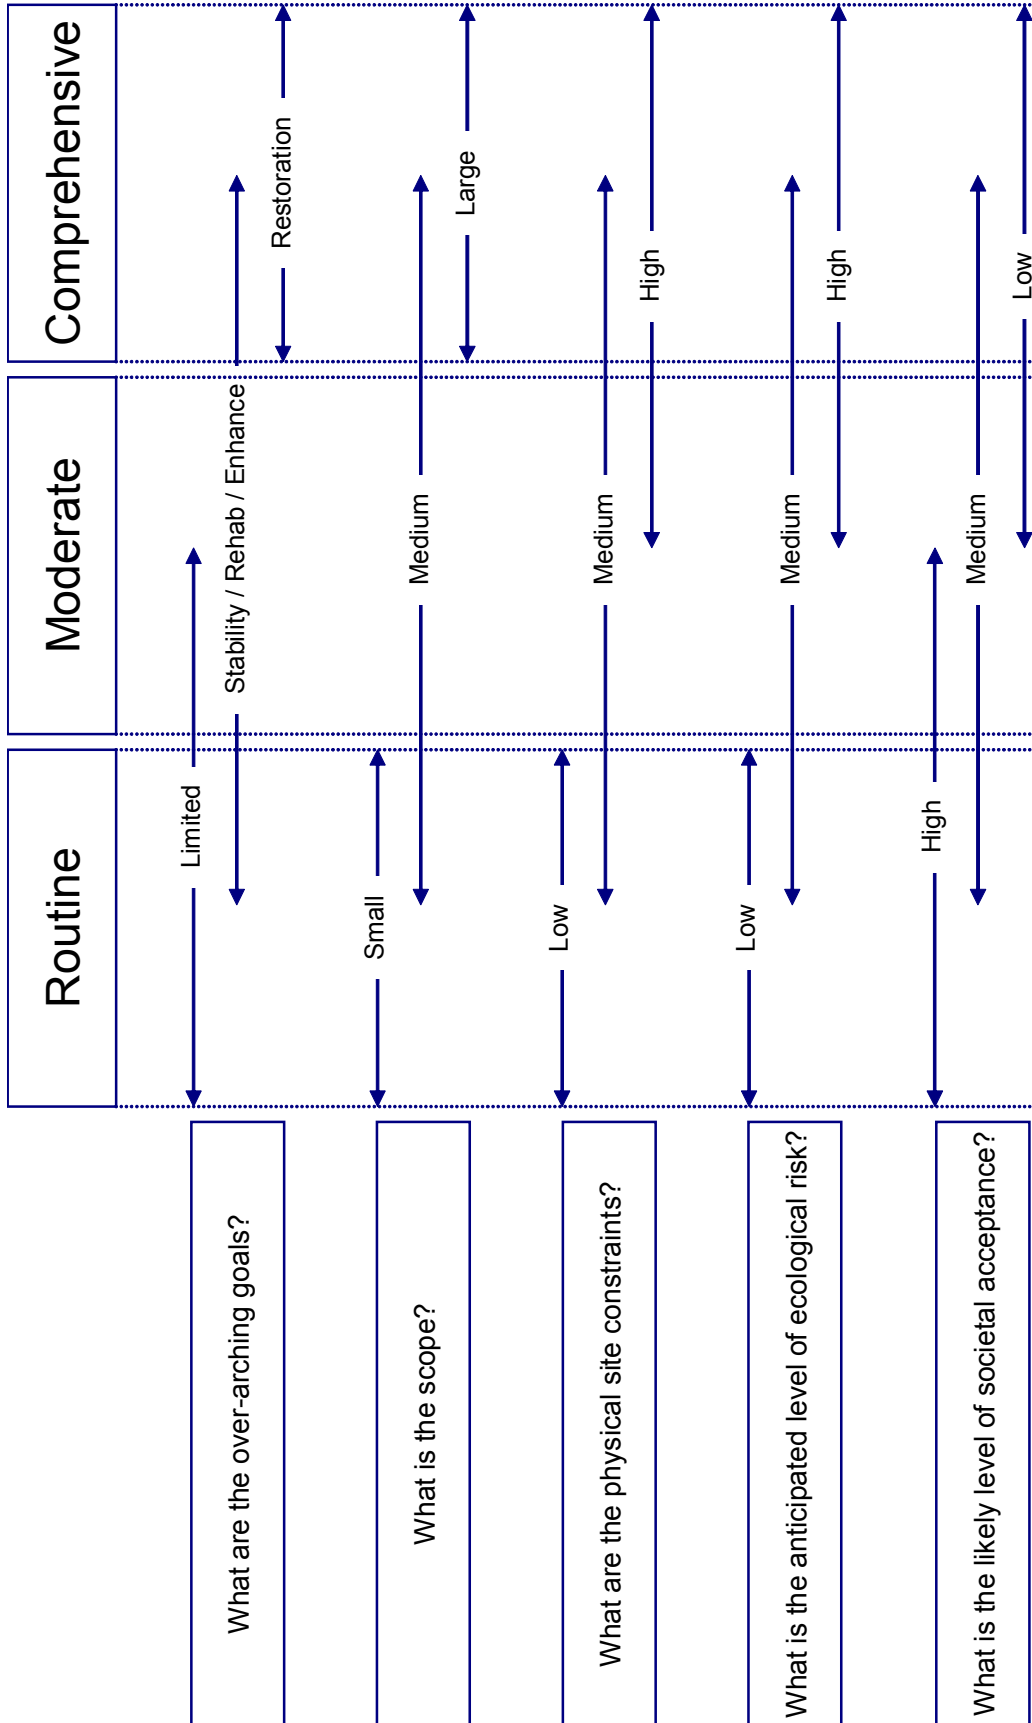 Routine
Moderate
Comprehensive
What are the over-arching goals?
Limited
Stability / Rehab / Enhance
Restoration
What is the scope?
Small
Medium
Large
What are the physical site constraints?
Low
Medium
High
What is the anticipated level of ecological risk?
Low
Medium
High
What is the likely level of societal acceptance?
High
Medium
Low